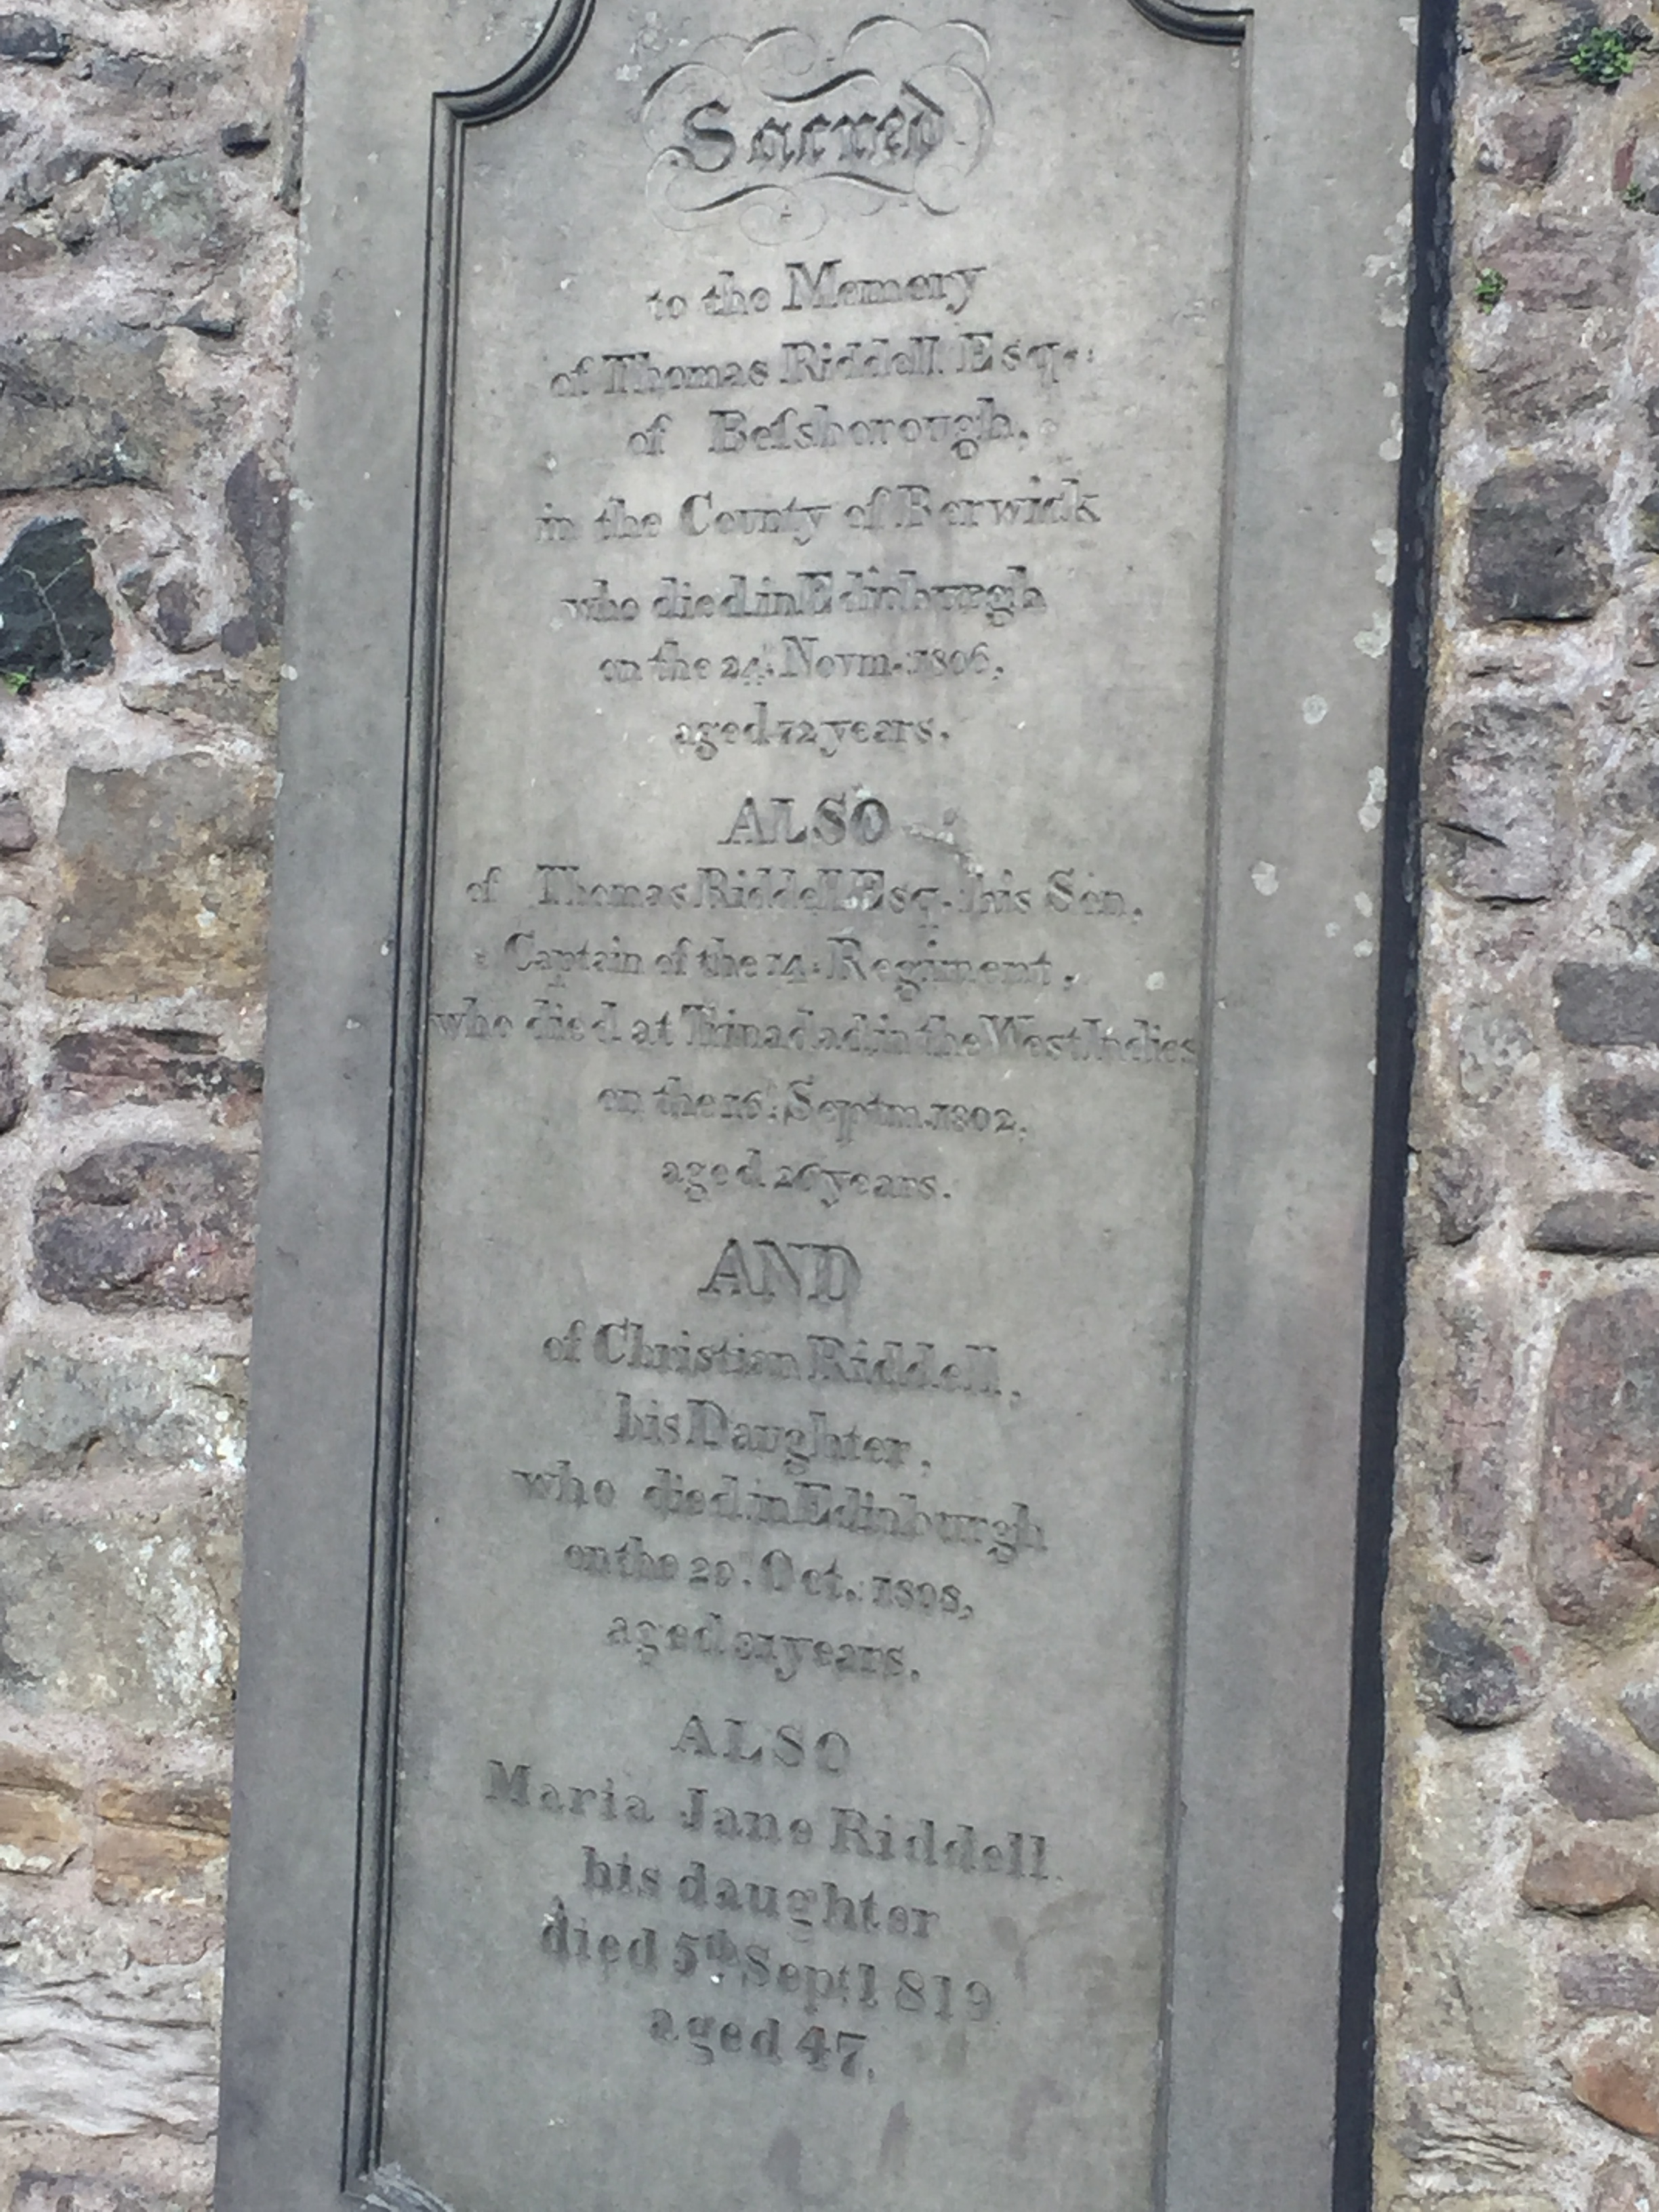 Sacred
to the Memory
of Thomas Riddell Esq.
of Beſsborough,
in the County of Berwick
who died in Edinburgh
on the 24. Novm. 1806,
aged 72 years.
ALSO
of Thomas Riddell Esq. his Son,
Captain of the 14. Regiment,
who died at Trinadad in the West Indies
on the 16. Septm. 1802,
aged 26 years.
AND
of Christian Riddell,
his Daughter,
who died in Edinburgh
on the Oct. 1808,
aged 31 years.
ALSO
Maria Jane Riddell
his daughter
died 5th Sept. 1819
aged 47.